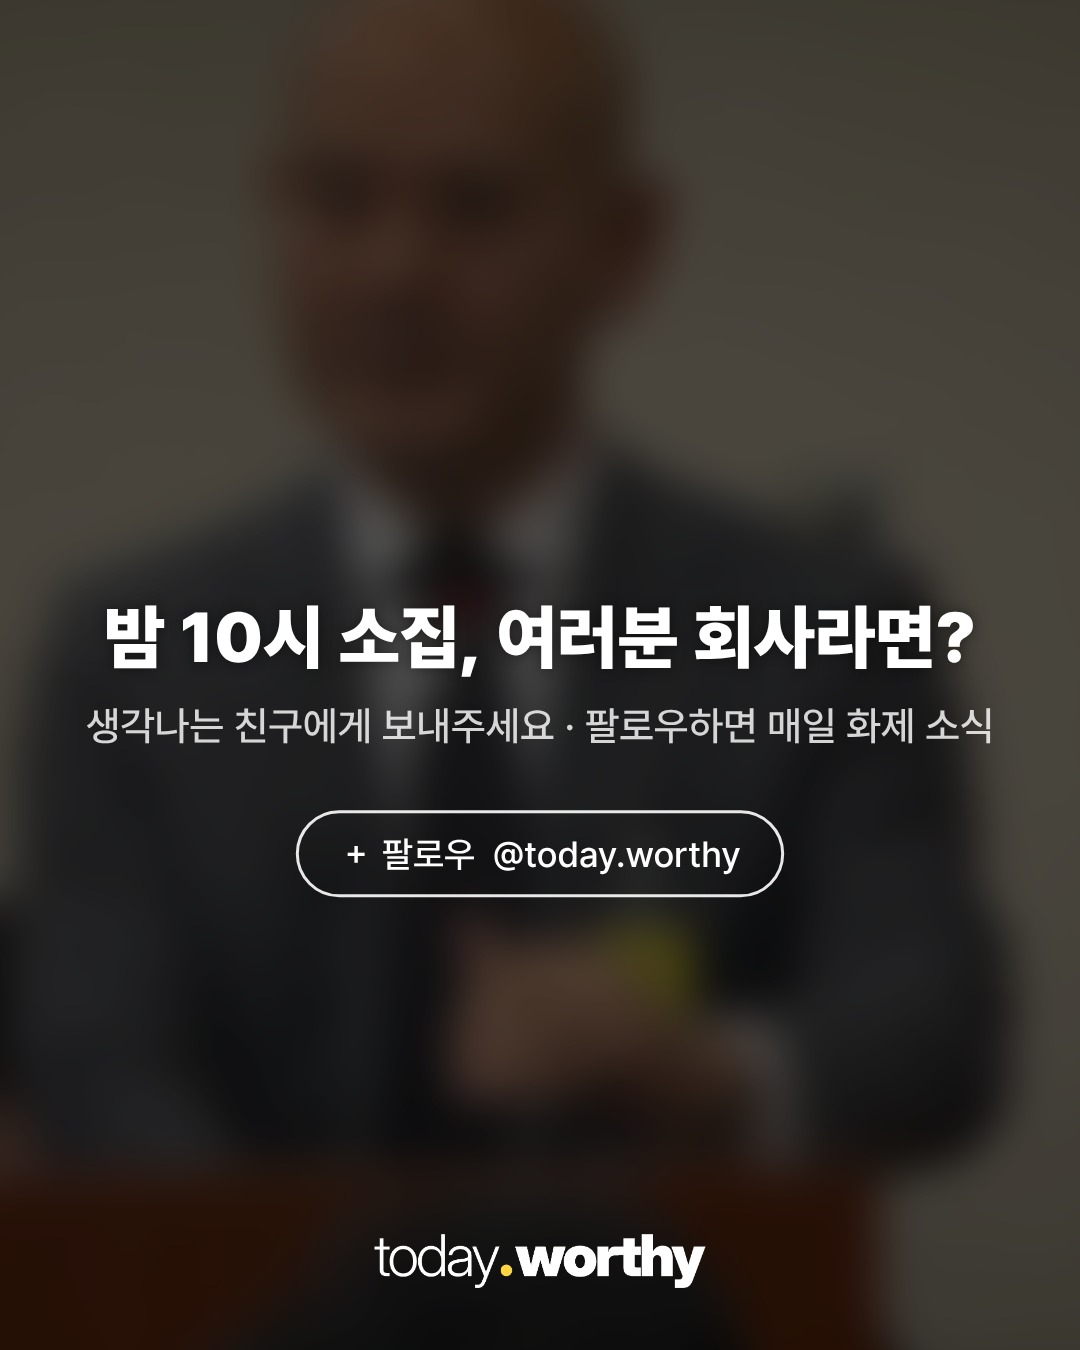 밤 10시 소집, 여러분 회사라면?
생각나는 친구에게 보내주세요 · 팔로우하면 매일 화제 소식
+ 팔로우 @today.worthy
today.worthy